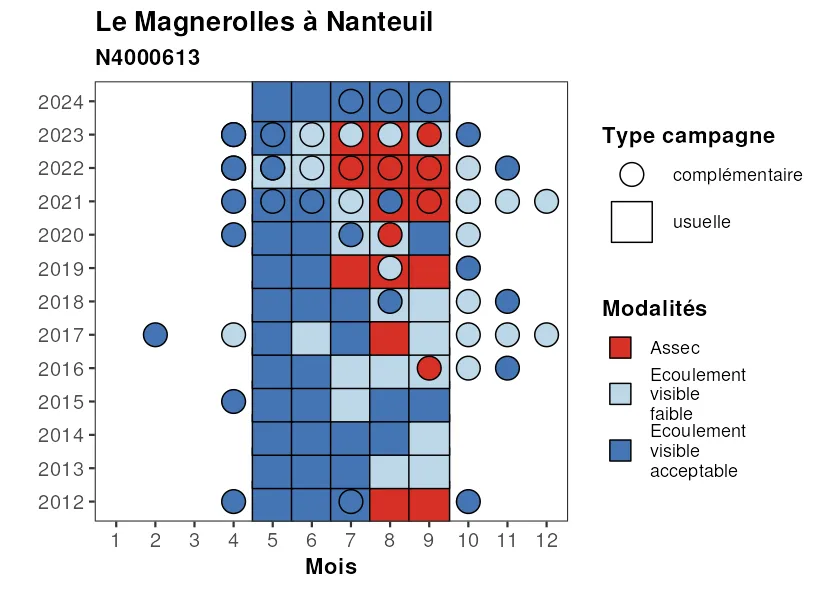 Le Magnerolles à Nanteuil
N4000613
2024
2023
2022
2021
2020
2019
2018
2017
2016
2015
2014
2013
2012
1 2 3 4 5 6 7 8 9 10 11 12
Mois
Type campagne
complémentaire
usuelle
Modalités
Assec
Ecoulement
visible
faible
Ecoulement
visible
acceptable